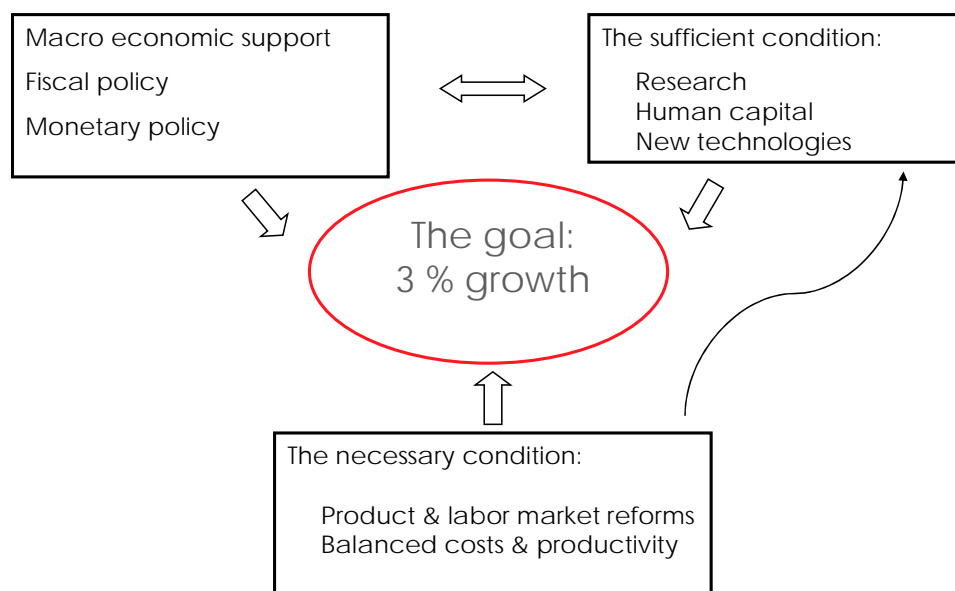 Macro economic support
Fiscal policy
Monetary policy
The sufficient condition:
Research
Human capital
New technologies
The goal:
3 % growth
The necessary condition:
Product & labor market reforms
Balanced costs & productivity